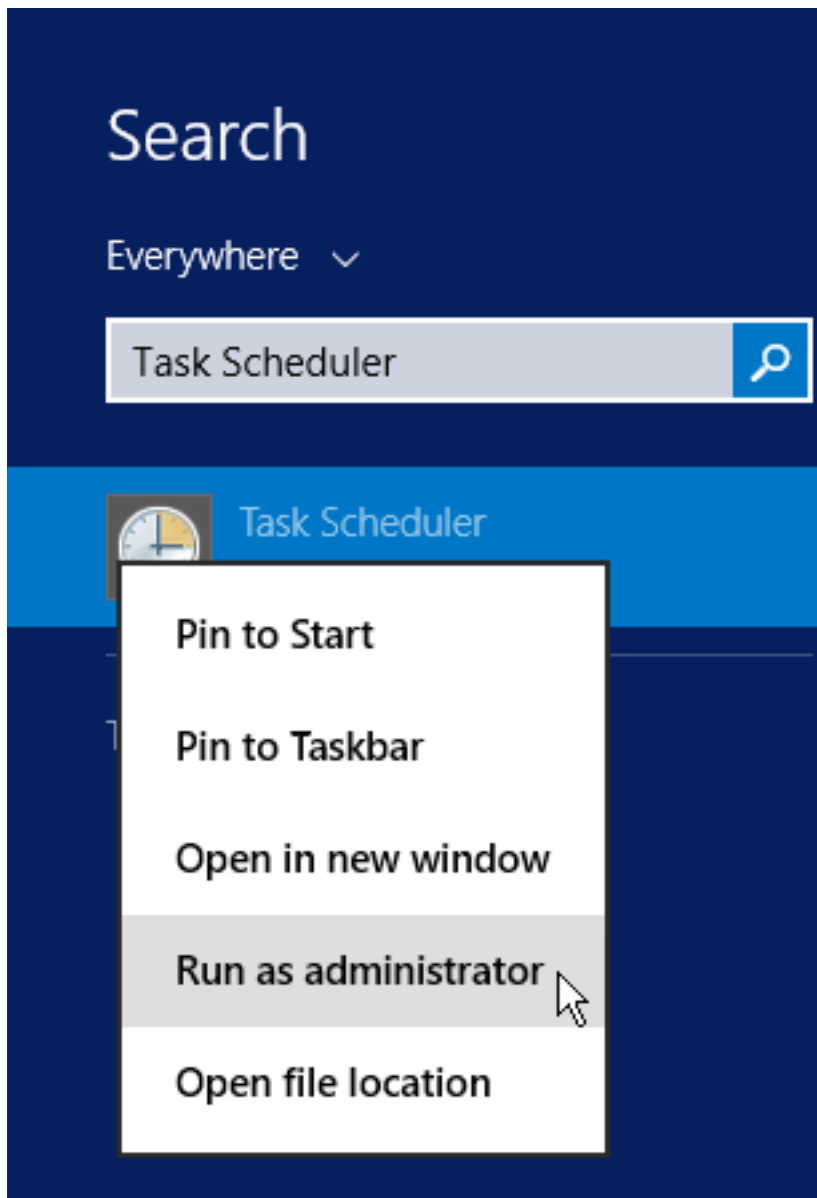 Search
Everywhere
Task Scheduler
Task Scheduler
Pin to Start
Pin to Taskbar
Open in new window
Run as administrator
Open file location